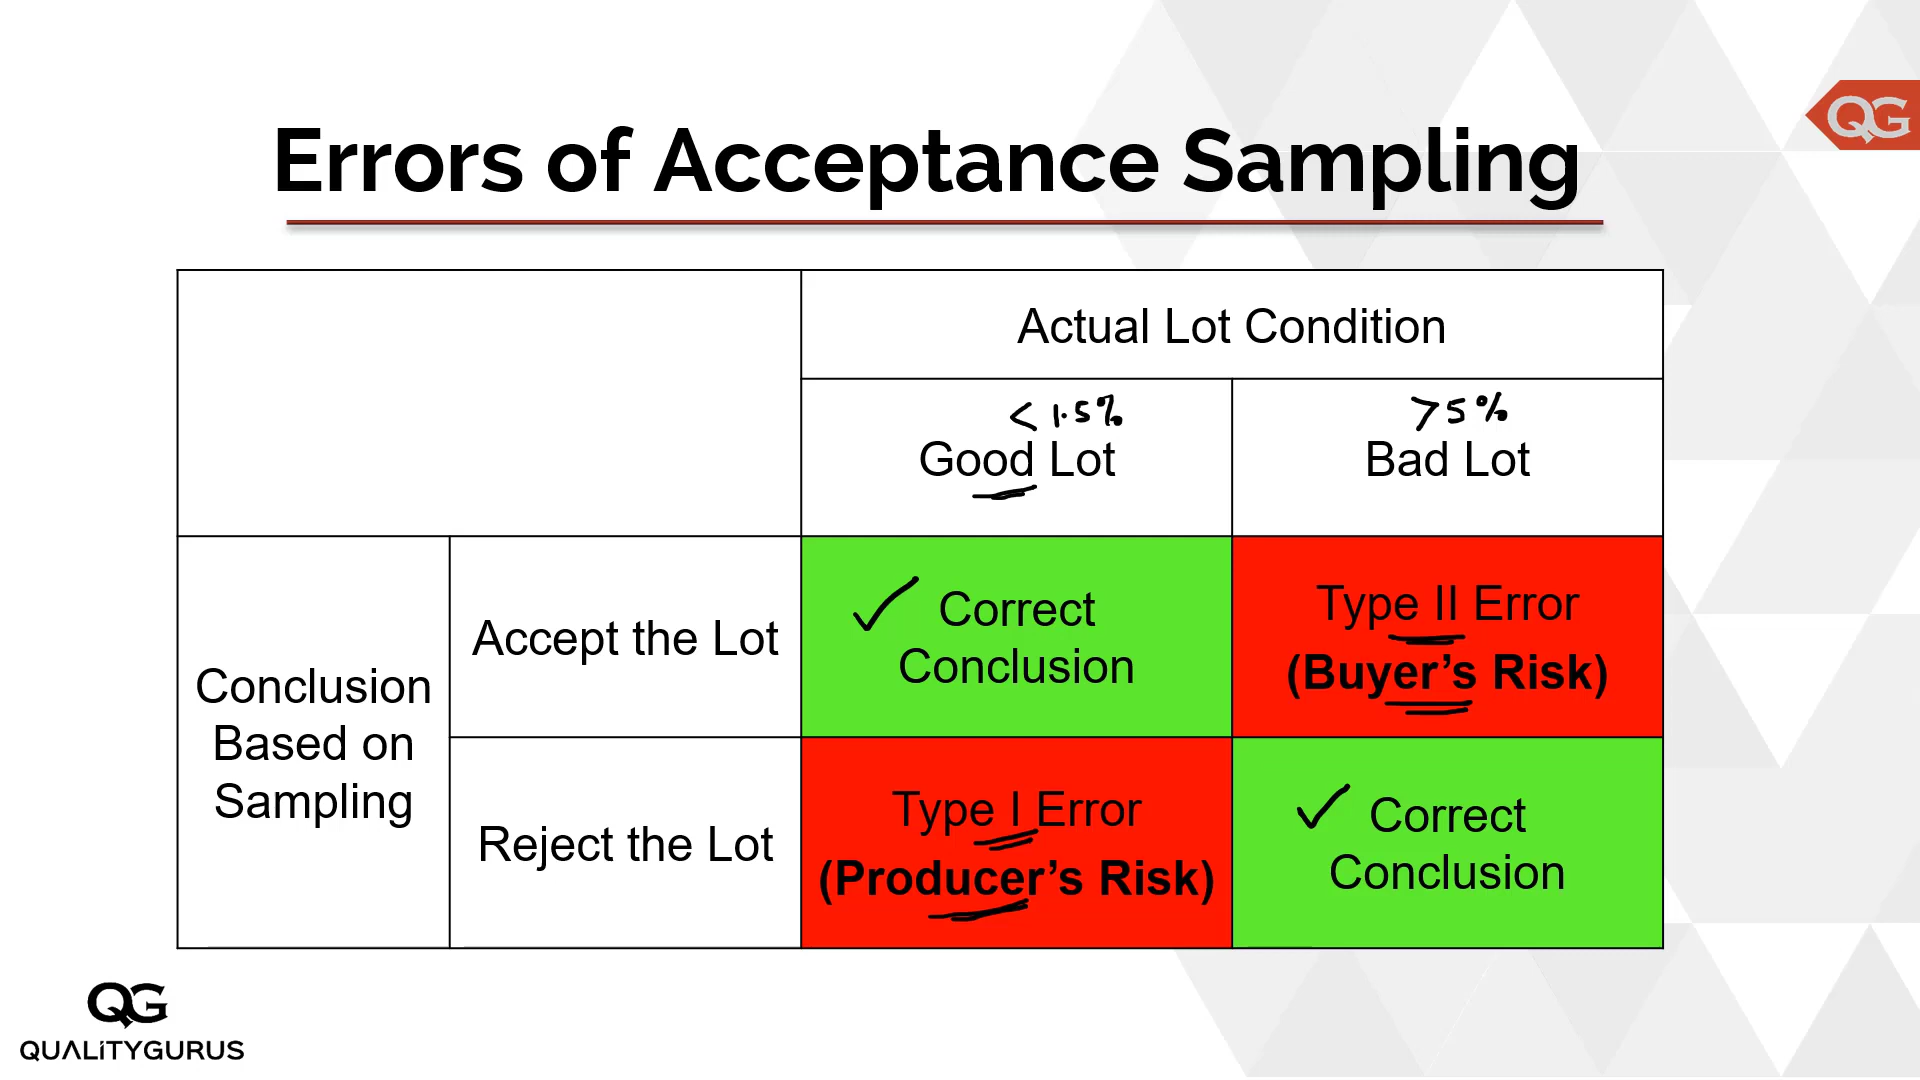 QG
Errors of Acceptance Sampling
Actual Lot Condition
< 1.5%
Good Lot
> 5%
Bad Lot
Conclusion
Based on
Sampling
Accept the Lot
Correct
Conclusion
Type II Error
(Buyer’s Risk)
Reject the Lot
Type I Error
(Producer’s Risk)
Correct
Conclusion
QG
QUALiTYGURUS